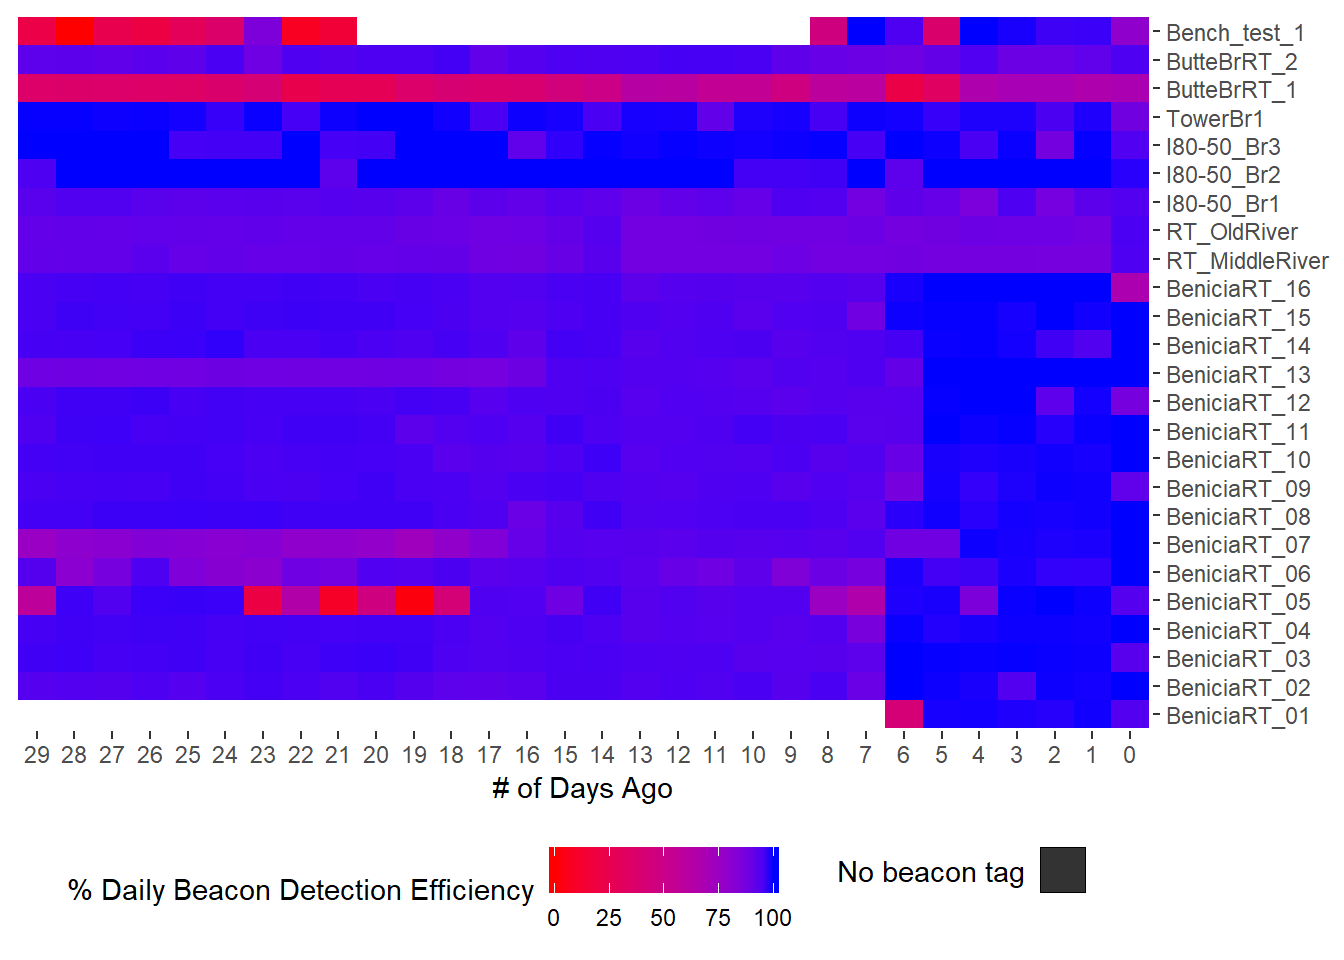 Bench_test_1
ButteBrRT_2
ButteBrRT_1
TowerBr1
I80-50_Br3
I80-50_Br2
I80-50_Br1
RT_OldRiver
RT_MiddleRiver
BeniciaRT_16
BeniciaRT_15
BeniciaRT_14
BeniciaRT_13
BeniciaRT_12
BeniciaRT_11
BeniciaRT_10
BeniciaRT_09
BeniciaRT_08
BeniciaRT_07
BeniciaRT_06
BeniciaRT_05
BeniciaRT_04
BeniciaRT_03
BeniciaRT_02
BeniciaRT_01
29 28 27 26 25 24 23 22 21 20 19 18 17 16 15 14 13 12 11 10 9 8 7 6 5 4 3 2 1 0
# of Days Ago
% Daily Beacon Detection Efficiency
0 25 50 75 100
No beacon tag